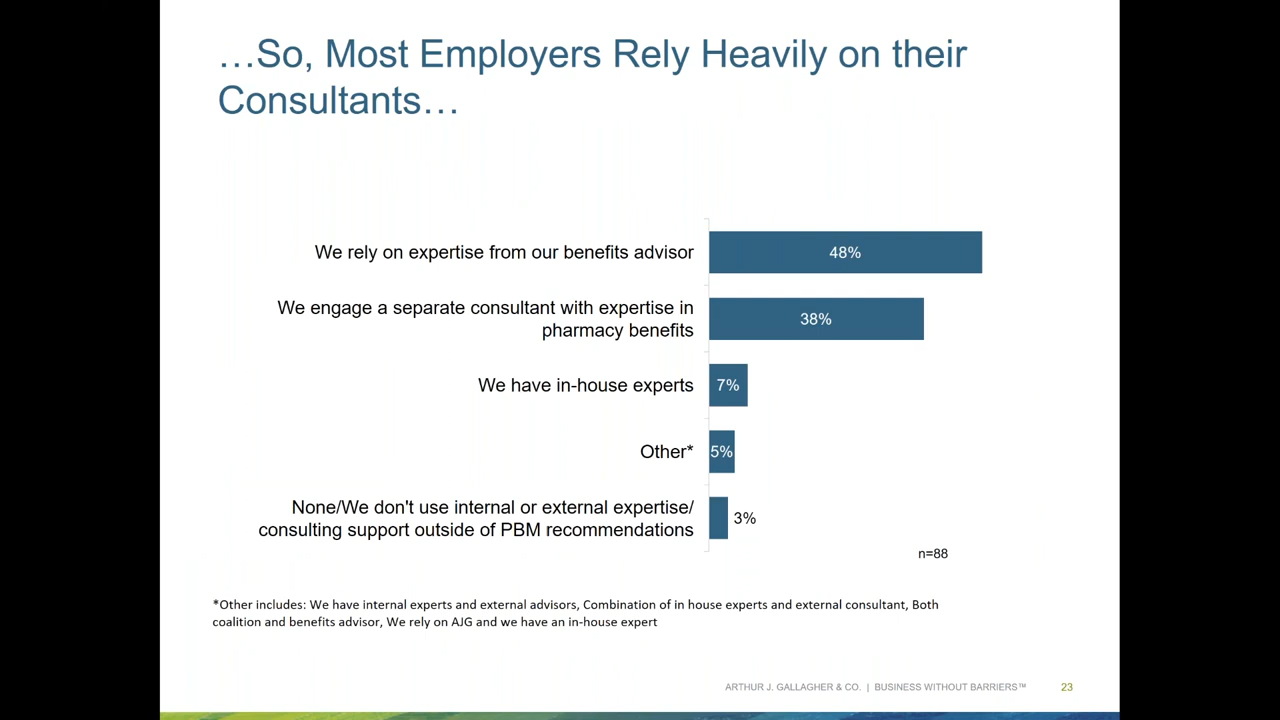 …So, Most Employers Rely Heavily on their
Consultants…
We rely on expertise from our benefits advisor
48%
We engage a separate consultant with expertise in
pharmacy benefits
38%
We have in-house experts
7%
Other*
5%
None/We don't use internal or external expertise/
consulting support outside of PBM recommendations
3%
n=88
*Other includes: We have internal experts and external advisors, Combination of in house experts and external consultant, Both
coalition and benefits advisor, We rely on AJG and we have an in-house expert
ARTHUR J. GALLAGHER & CO. | BUSINESS WITHOUT BARRIERS™
23